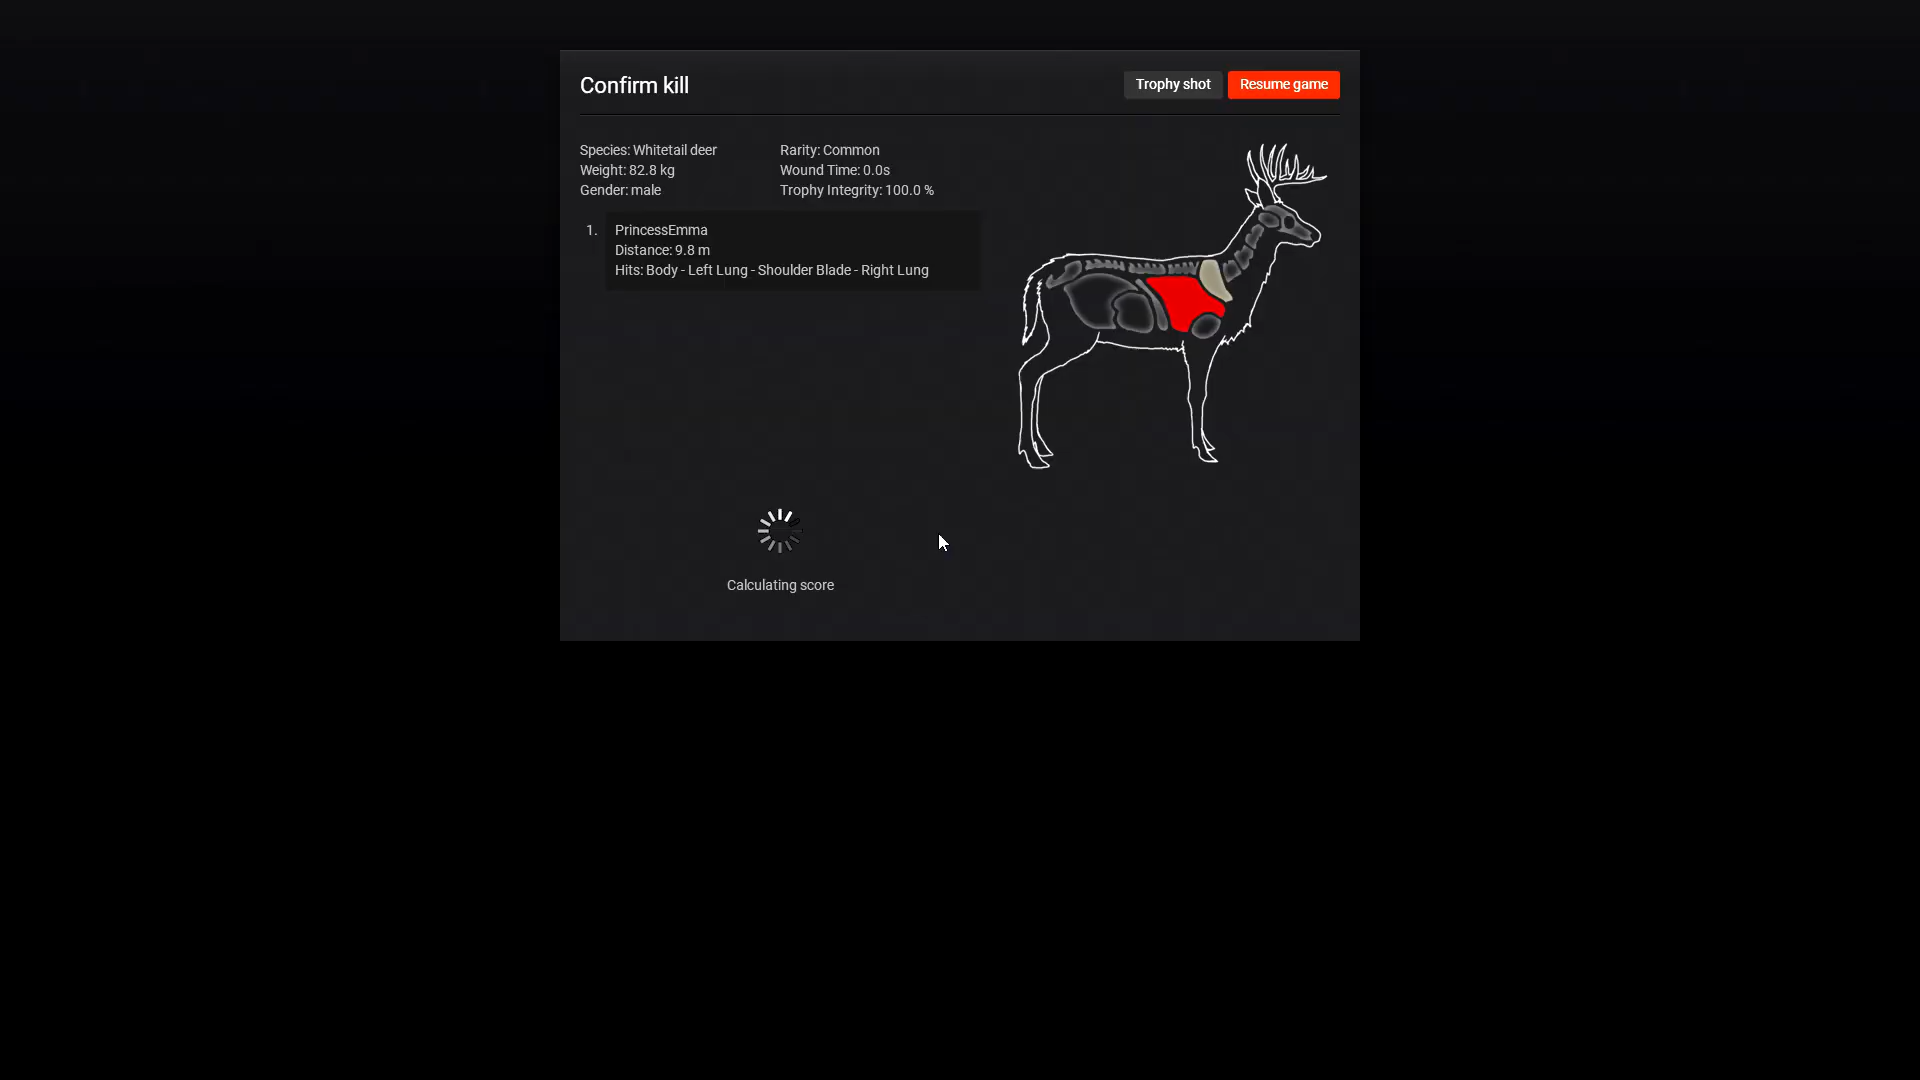 Confirm kill
Trophy shot
Resume game
Species: Whitetail deer
Weight: 82.8 kg
Gender: male
Rarity: Common
Wound Time: 0.0s
Trophy Integrity: 100.0 %
1.
PrincessEmma
Distance: 9.8 m
Hits: Body - Left Lung - Shoulder Blade - Right Lung
Calculating score